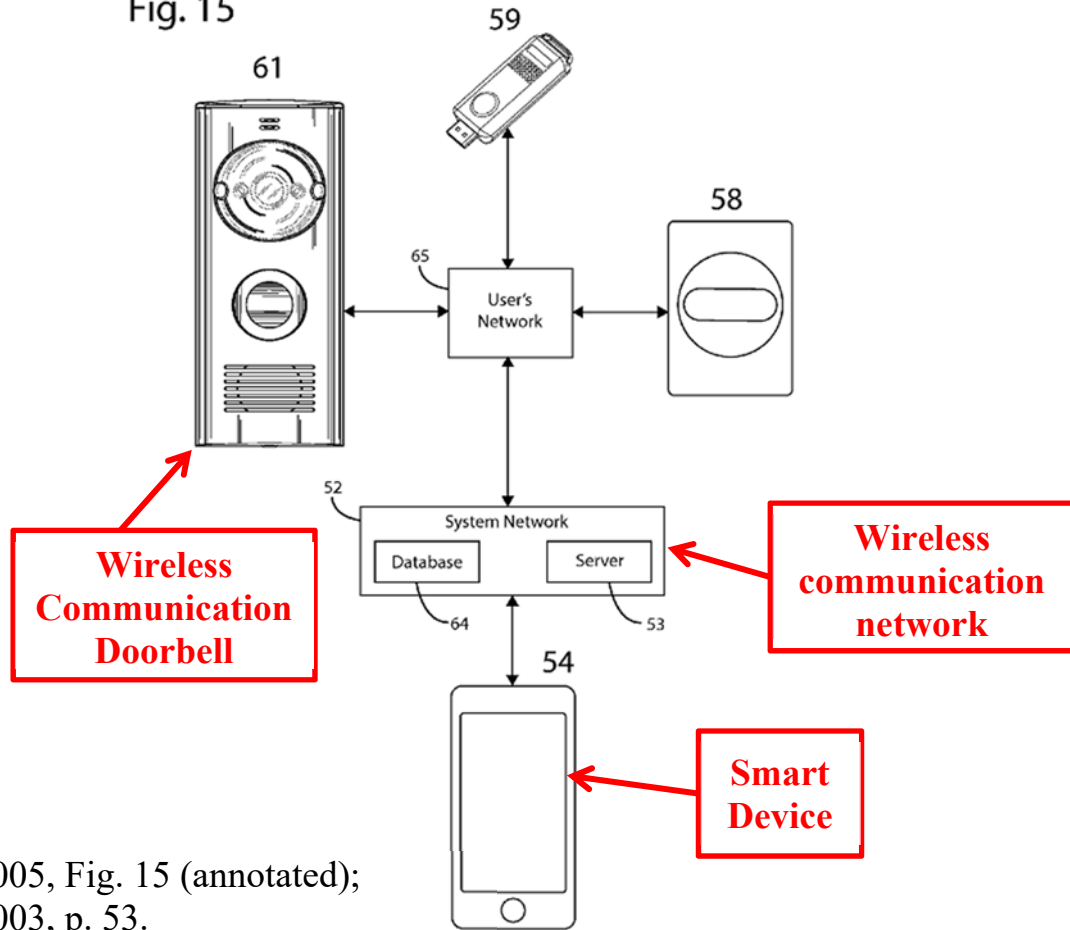 Fig. 15
59
61
58
65
User's
Network
52
System Network
Database
Server
64
53
Wireless
Communication
Doorbell
Wireless
communication
network
54
Smart
Device
005, Fig. 15 (annotated);
003, p. 53.